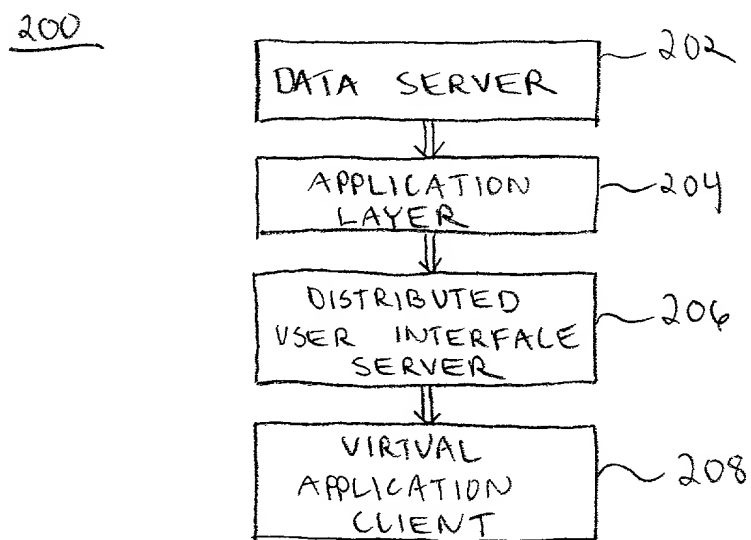 200
DATA SERVER
202
APPLICATION
LAYER
204
DISTRIBUTED
USER INTERFACE
SERVER
206
VIRTUAL
APPLICATION
CLIENT
208